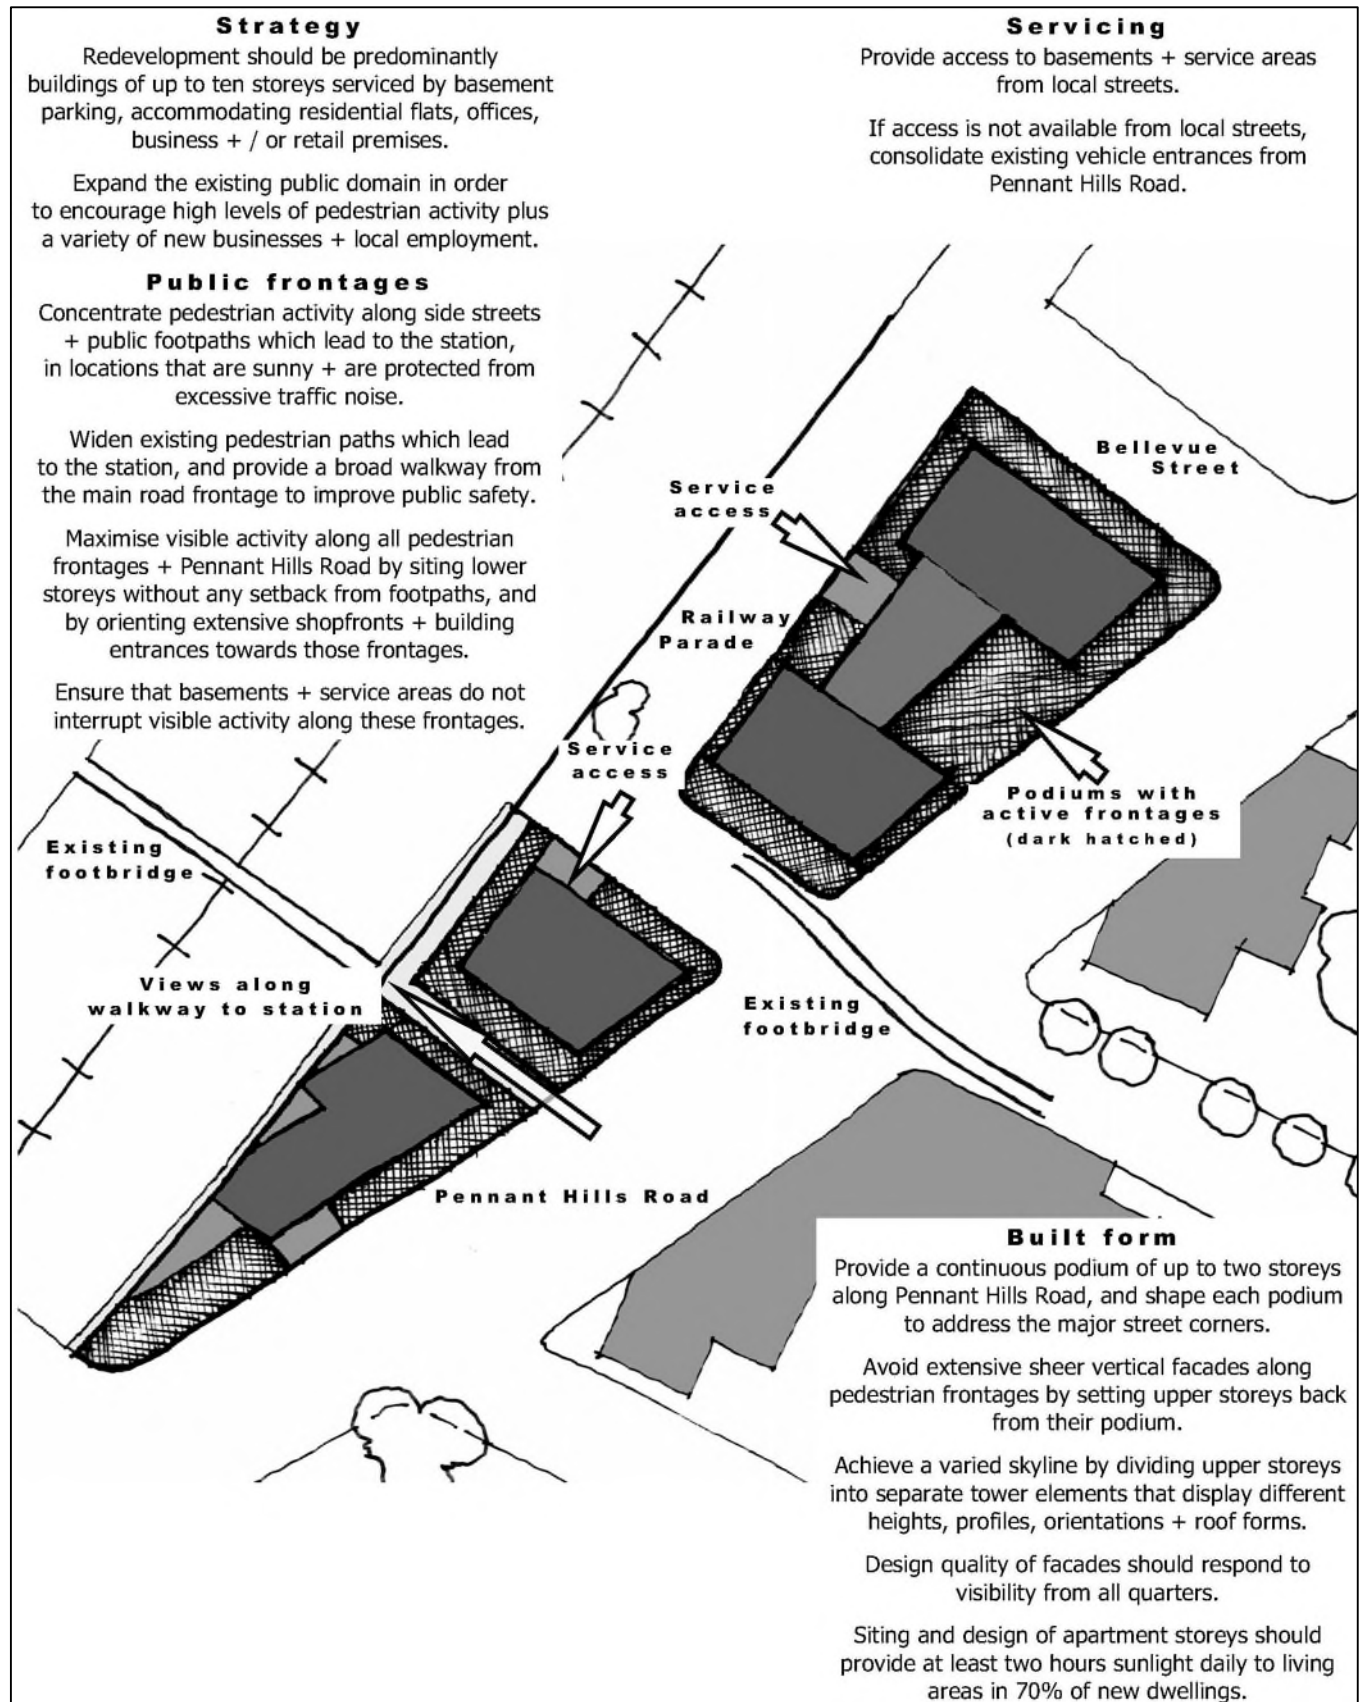 Strategy
Redevelopment should be predominantly
buildings of up to ten storeys serviced by basement
parking, accommodating residential flats, offices,
business + / or retail premises.
Expand the existing public domain in order
to encourage high levels of pedestrian activity plus
a variety of new businesses + local employment.
Public frontages
Concentrate pedestrian activity along side streets
+ public footpaths which lead to the station,
in locations that are sunny + are protected from
excessive traffic noise.
Widen existing pedestrian paths which lead
to the station, and provide a broad walkway from
the main road frontage to improve public safety.
Maximise visible activity along all pedestrian
frontages + Pennant Hills Road by siting lower
storeys without any setback from footpaths, and
by orienting extensive shopfronts + building
entrances towards those frontages.
Ensure that basements + service areas do not
interrupt visible activity along these frontages.
Servicing
Provide access to basements + service areas
from local streets.
If access is not available from local streets,
consolidate existing vehicle entrances from
Pennant Hills Road.
Bellevue
Street
Service
access
Railway
Parade
Service
access
Podiums with
active frontages
(dark hatched)
Existing
footbridge
Views along
walkway to station
Existing
footbridge
Pennant Hills Road
Built form
Provide a continuous podium of up to two storeys
along Pennant Hills Road, and shape each podium
to address the major street corners.
Avoid extensive sheer vertical facades along
pedestrian frontages by setting upper storeys back
from their podium.
Achieve a varied skyline by dividing upper storeys
into separate tower elements that display different
heights, profiles, orientations + roof forms.
Design quality of facades should respond to
visibility from all quarters.
Siting and design of apartment storeys should
provide at least two hours sunlight daily to living
areas in 70% of new dwellings.